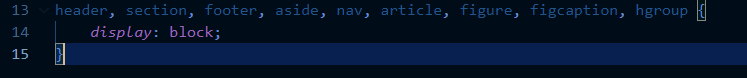 13 header, section, footer, aside, nav, article, figure, figcaption, hgroup {
14 display: block;
15 }